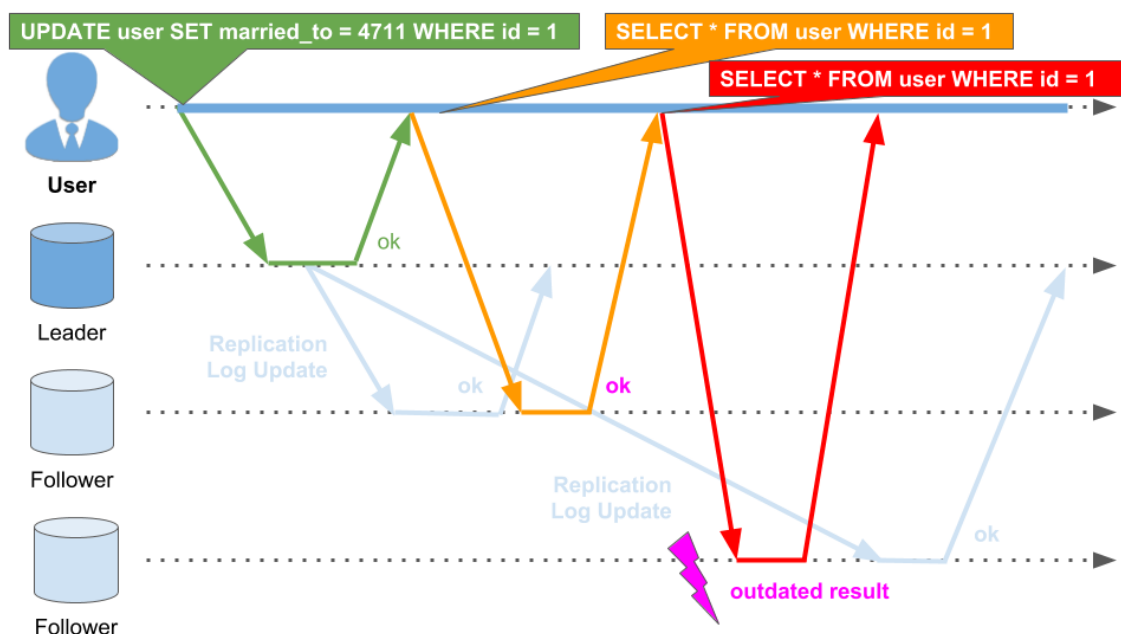 UPDATE user SET married_to = 4711 WHERE id = 1
SELECT * FROM user WHERE id = 1
SELECT * FROM user WHERE id = 1
User
ok
Leader
Replication
Log Update
ok
ok
Follower
Replication
Log Update
ok
outdated result
Follower